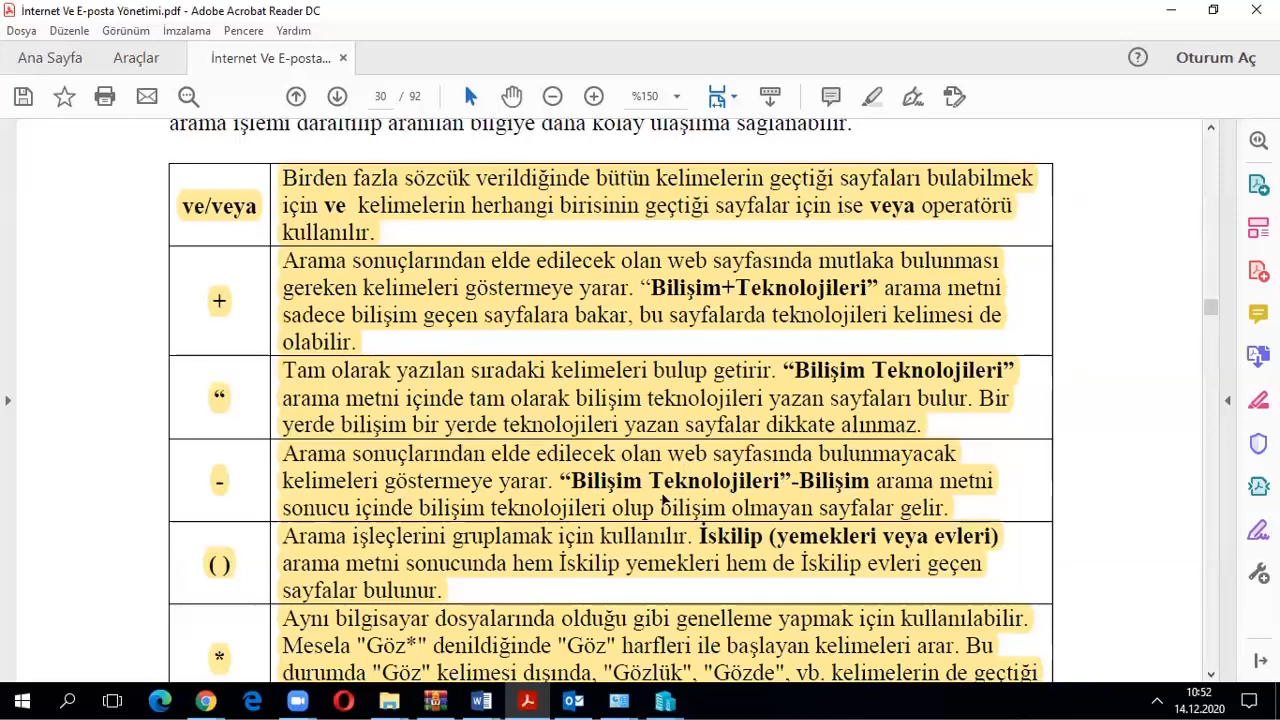 İnternet Ve E-posta Yönetimi.pdf - Adobe Acrobat Reader DC
Dosya Düzenle Görünüm İmzalama Pencere Yardım
Ana Sayfa Araçlar İnternet Ve E-posta... × Oturum Aç
30 / 92 %150
arama işlemi daraltılıp aranılan bilgiye daha kolay ulaşılma sağlanabilir.
ve/veya
Birden fazla sözcük verildiğinde bütün kelimelerin geçtiği sayfaları bulabilmek
için ve kelimelerin herhangi birisinin geçtiği sayfalar için ise veya operatörü
kullanılır.
+
Arama sonuçlarından elde edilecek olan web sayfasında mutlaka bulunması
gereken kelimeleri göstermeye yarar. “Bilişim+Teknolojileri” arama metni
sadece bilişim geçen sayfalara bakar, bu sayfalarda teknolojileri kelimesi de
olabilir.
“
Tam olarak yazılan sıradaki kelimeleri bulup getirir. “Bilişim Teknolojileri”
arama metni içinde tam olarak bilişim teknolojileri yazan sayfaları bulur. Bir
yerde bilişim bir yerde teknolojileri yazan sayfalar dikkate alınmaz.
-
Arama sonuçlarından elde edilecek olan web sayfasında bulunmayacak
kelimeleri göstermeye yarar. “Bilişim Teknolojileri”-Bilişim arama metni
sonucu içinde bilişim teknolojileri olup bilişim olmayan sayfalar gelir.
( )
Arama işleçlerini gruplamak için kullanılır. İskilip (yemekleri veya evleri)
arama metni sonucunda hem İskilip yemekleri hem de İskilip evleri geçen
sayfalar bulunur.
*
Aynı bilgisayar dosyalarında olduğu gibi genelleme yapmak için kullanılabilir.
Mesela "Göz*" denildiğinde "Göz" harfleri ile başlayan kelimeleri arar. Bu
durumda "Göz" kelimesi dışında, "Gözlük", "Gözde", vb. kelimelerin de geçtiği
10:52
14.12.2020